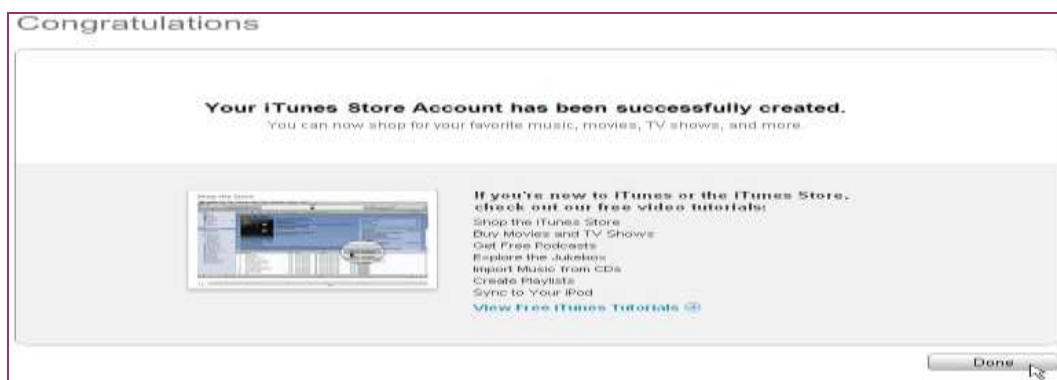 Congratulations
Your iTunes Store Account has been successfully created.
You can now shop for your favorite music, movies, TV shows, and more.
Shop the Store
If you're new to iTunes or the iTunes Store,
check out our free video tutorials:
Shop the iTunes Store
Buy Movies and TV Shows
Get Free Podcasts
Explore the Jukebox
Import Music from CDs
Create Playlists
Sync to Your iPod
View Free iTunes Tutorials
Done